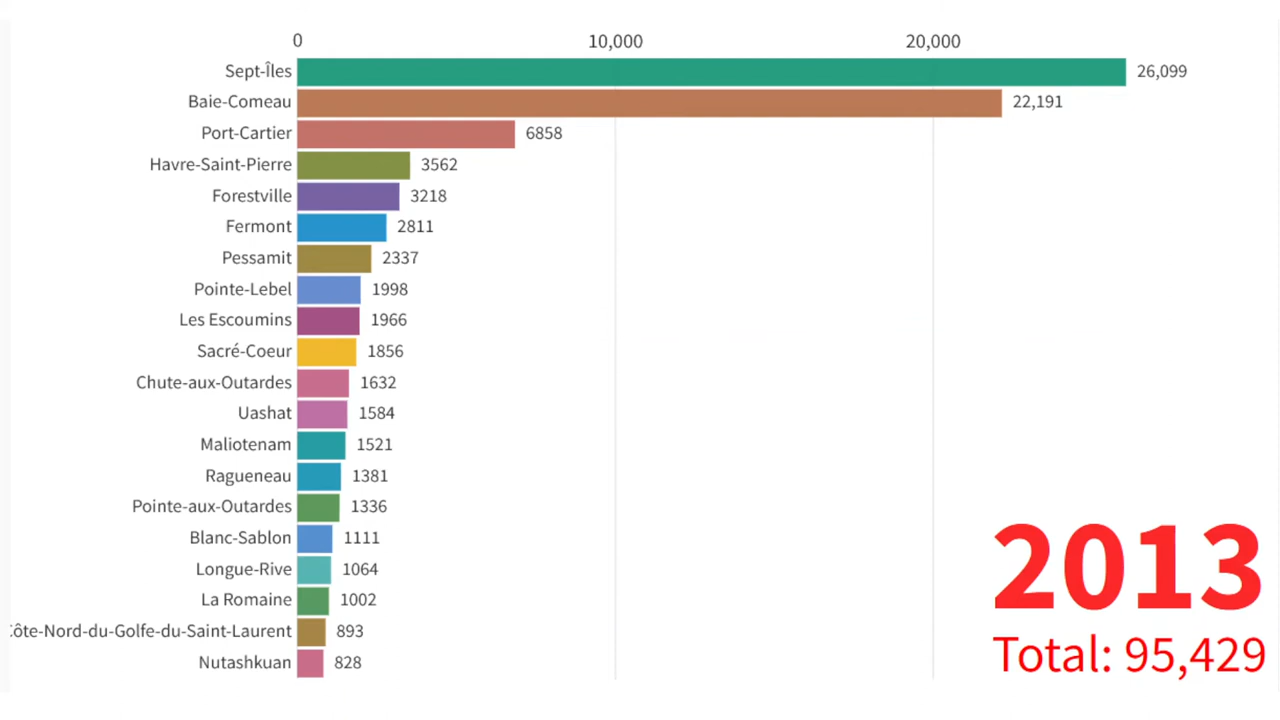 0 10,000 20,000
Sept-Îles 26,099
Baie-Comeau 22,191
Port-Cartier 6858
Havre-Saint-Pierre 3562
Forestville 3218
Fermont 2811
Pessamit 2337
Pointe-Lebel 1998
Les Escoumins 1966
Sacré-Coeur 1856
Chute-aux-Outardes 1632
Uashat 1584
Maliotenam 1521
Ragueneau 1381
Pointe-aux-Outardes 1336
Blanc-Sablon 1111
Longue-Rive 1064
La Romaine 1002
Côte-Nord-du-Golfe-du-Saint-Laurent 893
Nutashkuan 828
2013
Total: 95,429